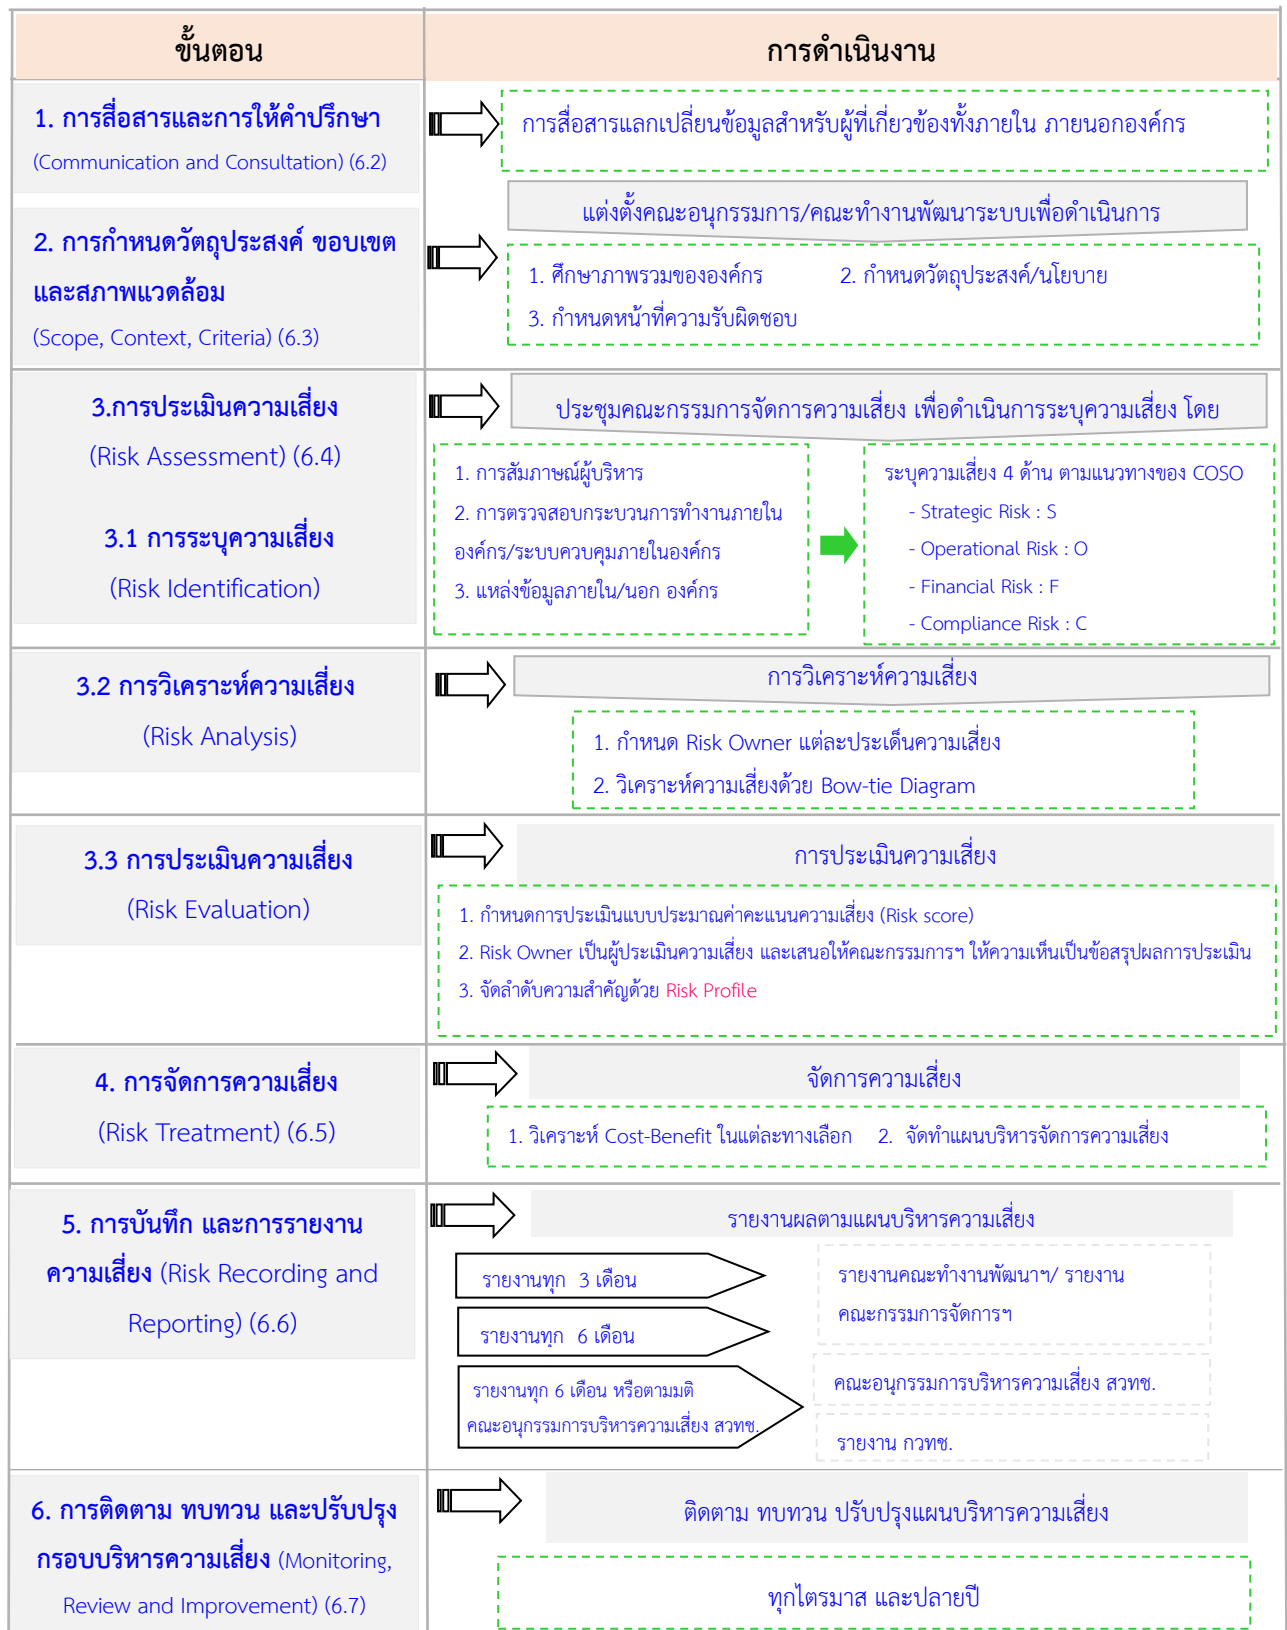 ขั้นตอน
การดำเนินงาน
1. การสื่อสารและการให้คำปรึกษา
(Communication and Consultation) (6.2)
การสื่อสารแลกเปลี่ยนข้อมูลสำหรับผู้ที่เกี่ยวข้องทั้งภายใน ภายนอกองค์กร
2. การกำหนดวัตถุประสงค์ ขอบเขต
และสภาพแวดล้อม
(Scope, Context, Criteria) (6.3)
แต่งตั้งคณะอนุกรรมการ/คณะทำงานพัฒนาระบบเพื่อดำเนินการ
1. ศึกษาภาพรวมขององค์กร 2. กำหนดวัตถุประสงค์/นโยบาย
3. กำหนดหน้าที่ความรับผิดชอบ
3.การประเมินความเสี่ยง
(Risk Assessment) (6.4)
3.1 การระบุความเสี่ยง
(Risk Identification)
ประชุมคณะกรรมการจัดการความเสี่ยง เพื่อดำเนินการระบุความเสี่ยง โดย
1. การสัมภาษณ์ผู้บริหาร
2. การตรวจสอบกระบวนการทำงานภายใน
องค์กร/ระบบควบคุมภายในองค์กร
3. แหล่งข้อมูลภายใน/นอก องค์กร
ระบุความเสี่ยง 4 ด้าน ตามแนวทางของ COSO
- Strategic Risk : S
- Operational Risk : O
- Financial Risk : F
- Compliance Risk : C
3.2 การวิเคราะห์ความเสี่ยง
(Risk Analysis)
การวิเคราะห์ความเสี่ยง
1. กำหนด Risk Owner แต่ละประเด็นความเสี่ยง
2. วิเคราะห์ความเสี่ยงด้วย Bow-tie Diagram
3.3 การประเมินความเสี่ยง
(Risk Evaluation)
การประเมินความเสี่ยง
1. กำหนดการประเมินแบบประมาณค่าคะแนนความเสี่ยง (Risk score)
2. Risk Owner เป็นผู้ประเมินความเสี่ยง และเสนอให้คณะกรรมการฯ ให้ความเห็นเป็นข้อสรุปผลการประเมิน
3. จัดลำดับความสำคัญด้วย Risk Profile
4. การจัดการความเสี่ยง
(Risk Treatment) (6.5)
จัดการความเสี่ยง
1. วิเคราะห์ Cost-Benefit ในแต่ละทางเลือก 2. จัดทำแผนบริหารจัดการความเสี่ยง
5. การบันทึก และการรายงาน
ความเสี่ยง (Risk Recording and
Reporting) (6.6)
รายงานผลตามแผนบริหารความเสี่ยง
รายงานทุก 3 เดือน
รายงานทุก 6 เดือน
รายงานทุก 6 เดือน หรือตามมติ
คณะอนุกรรมการบริหารความเสี่ยง สวทช.
รายงานคณะทำงานพัฒนาฯ/ รายงาน
คณะกรรมการจัดการฯ
คณะอนุกรรมการบริหารความเสี่ยง สวทช.
รายงาน กวทช.
6. การติดตาม ทบทวน และปรับปรุง
กรอบบริหารความเสี่ยง (Monitoring,
Review and Improvement) (6.7)
ติดตาม ทบทวน ปรับปรุงแผนบริหารความเสี่ยง
ทุกไตรมาส และปลายปี